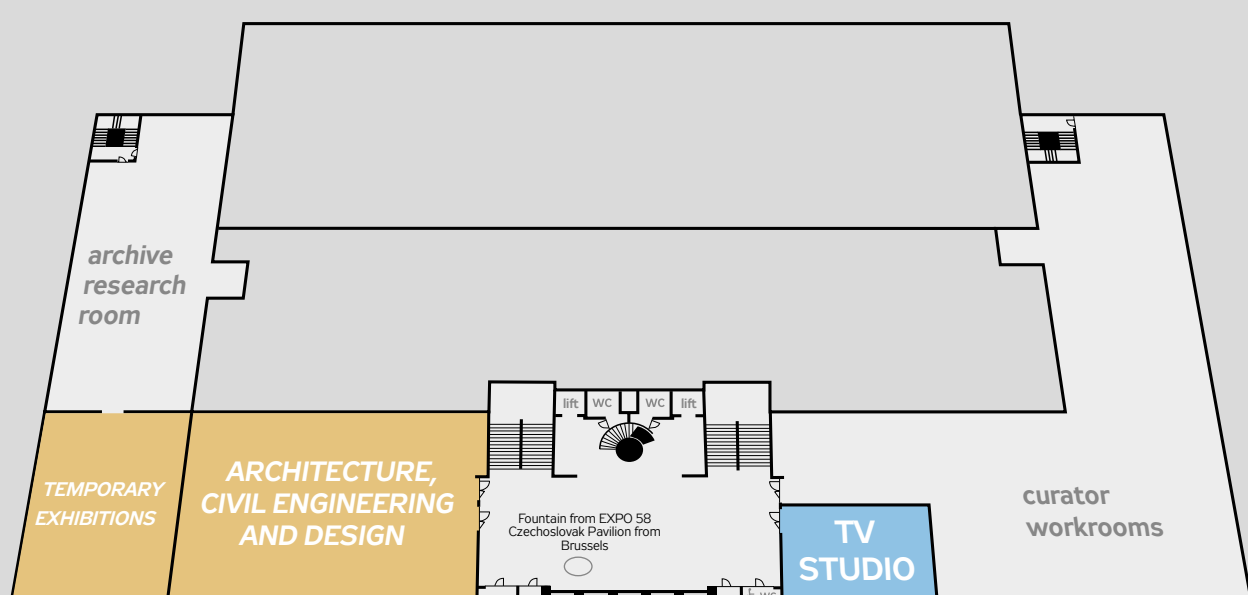 archive
research
room
lift
WC
WC
lift
TEMPORARY
EXHIBITIONS
ARCHITECTURE,
CIVIL ENGINEERING
AND DESIGN
Fountain from EXPO 58
Czechoslovak Pavilion from
Brussels
TV
STUDIO
curator
workrooms
WC